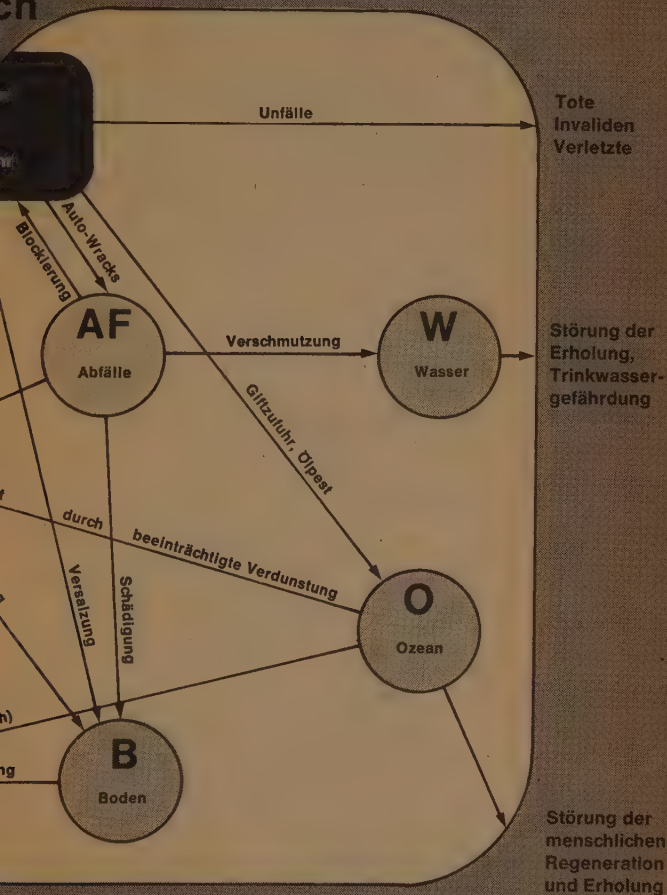 ch
Unfälle
Tote
Invaliden
Verletzte
Auto-Wracks
Blockierung
AF
Abfälle
Verschmutzung
W
Wasser
Störung der
Erholung,
Trinkwasser-
gefährdung
Giftzufuhr, Ölpest
durch
beeinträchtigte Verdunstung
Versalzung
Schädigung
O
Ozean
h)
ng
B
Boden
Störung der
menschlichen
Regeneration
und Erholung